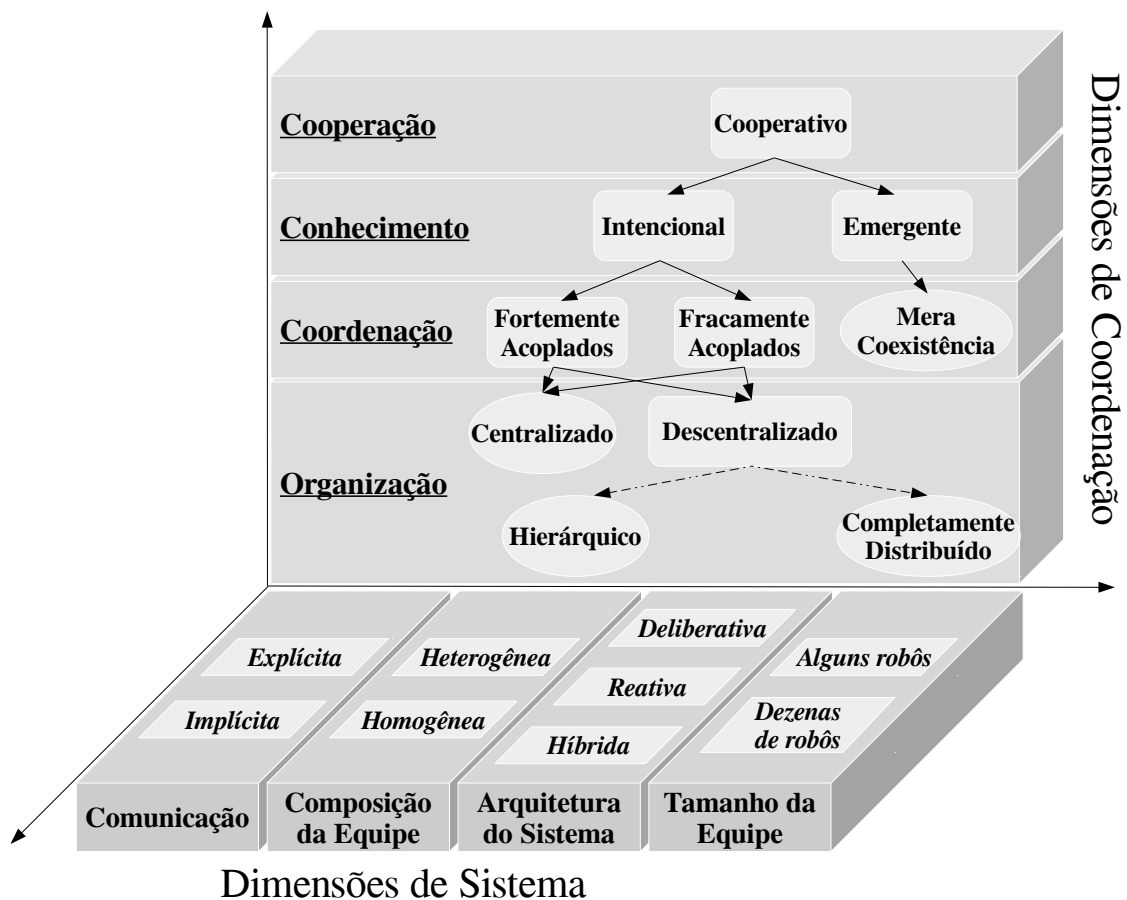 Cooperação
Cooperativo
Conhecimento
Intencional
Emergente
Coordenação
Fortemente
Acoplados
Fracamente
Acoplados
Mera
Coexistência
Organização
Centralizado
Descentralizado
Hierárquico
Completamente
Distribuído
Dimensões de Coordenação
Explícita
Implícita
Heterogênea
Homogênea
Deliberativa
Reativa
Híbrida
Alguns robôs
Dezenas
de robôs
Comunicação
Composição
da Equipe
Arquitetura
do Sistema
Tamanho da
Equipe
Dimensões de Sistema